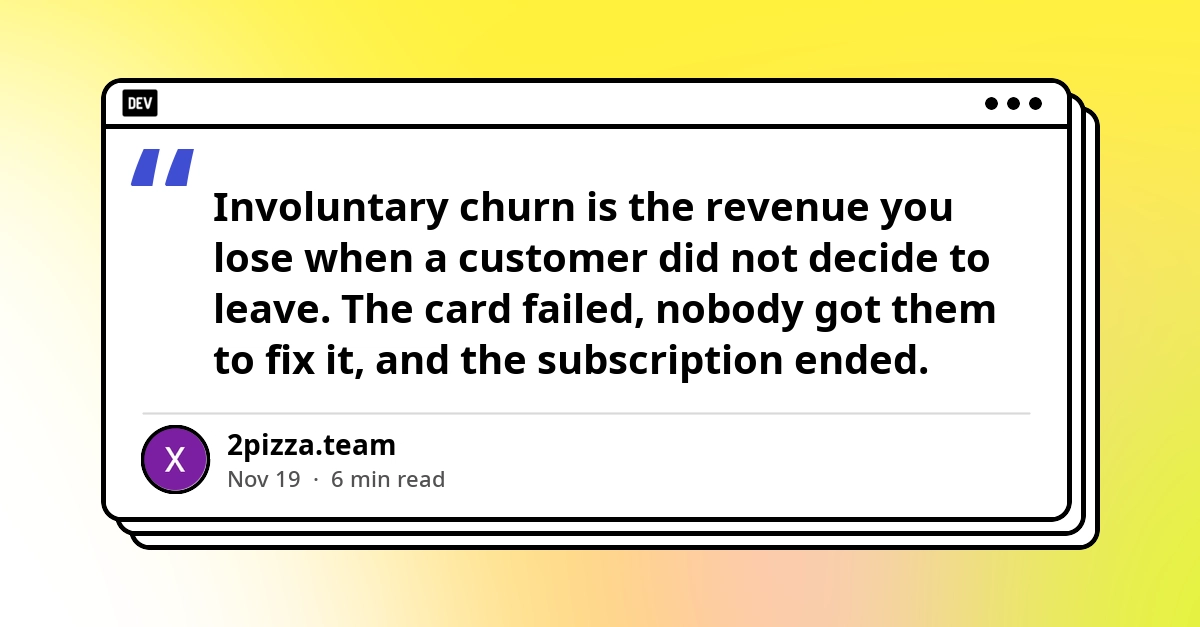 DEV
Involuntary churn is the revenue you
lose when a customer did not decide to
leave. The card failed, nobody got them
to fix it, and the subscription ended.
X
2pizza.team
Nov 19 · 6 min read